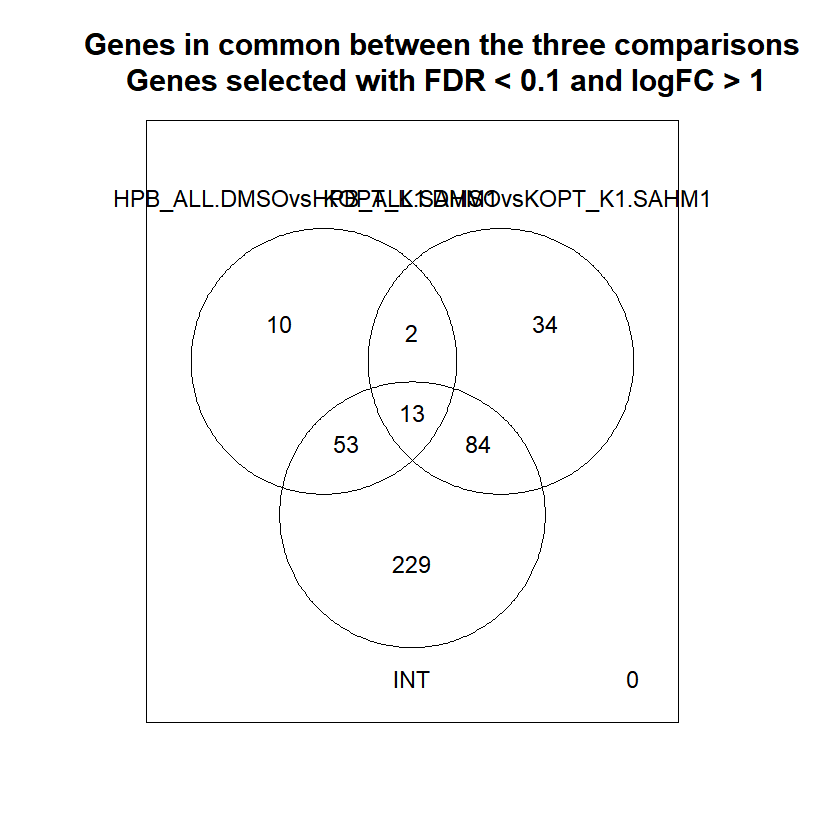 Genes in common between the three comparisons
Genes selected with FDR < 0.1 and logFC > 1
HPB_ALL.DMSOvsHPB_ALL.SAHM1
KOPT_K1.DMSOvsKOPT_K1.SAHM1
10
2
34
13
53
84
229
INT
0